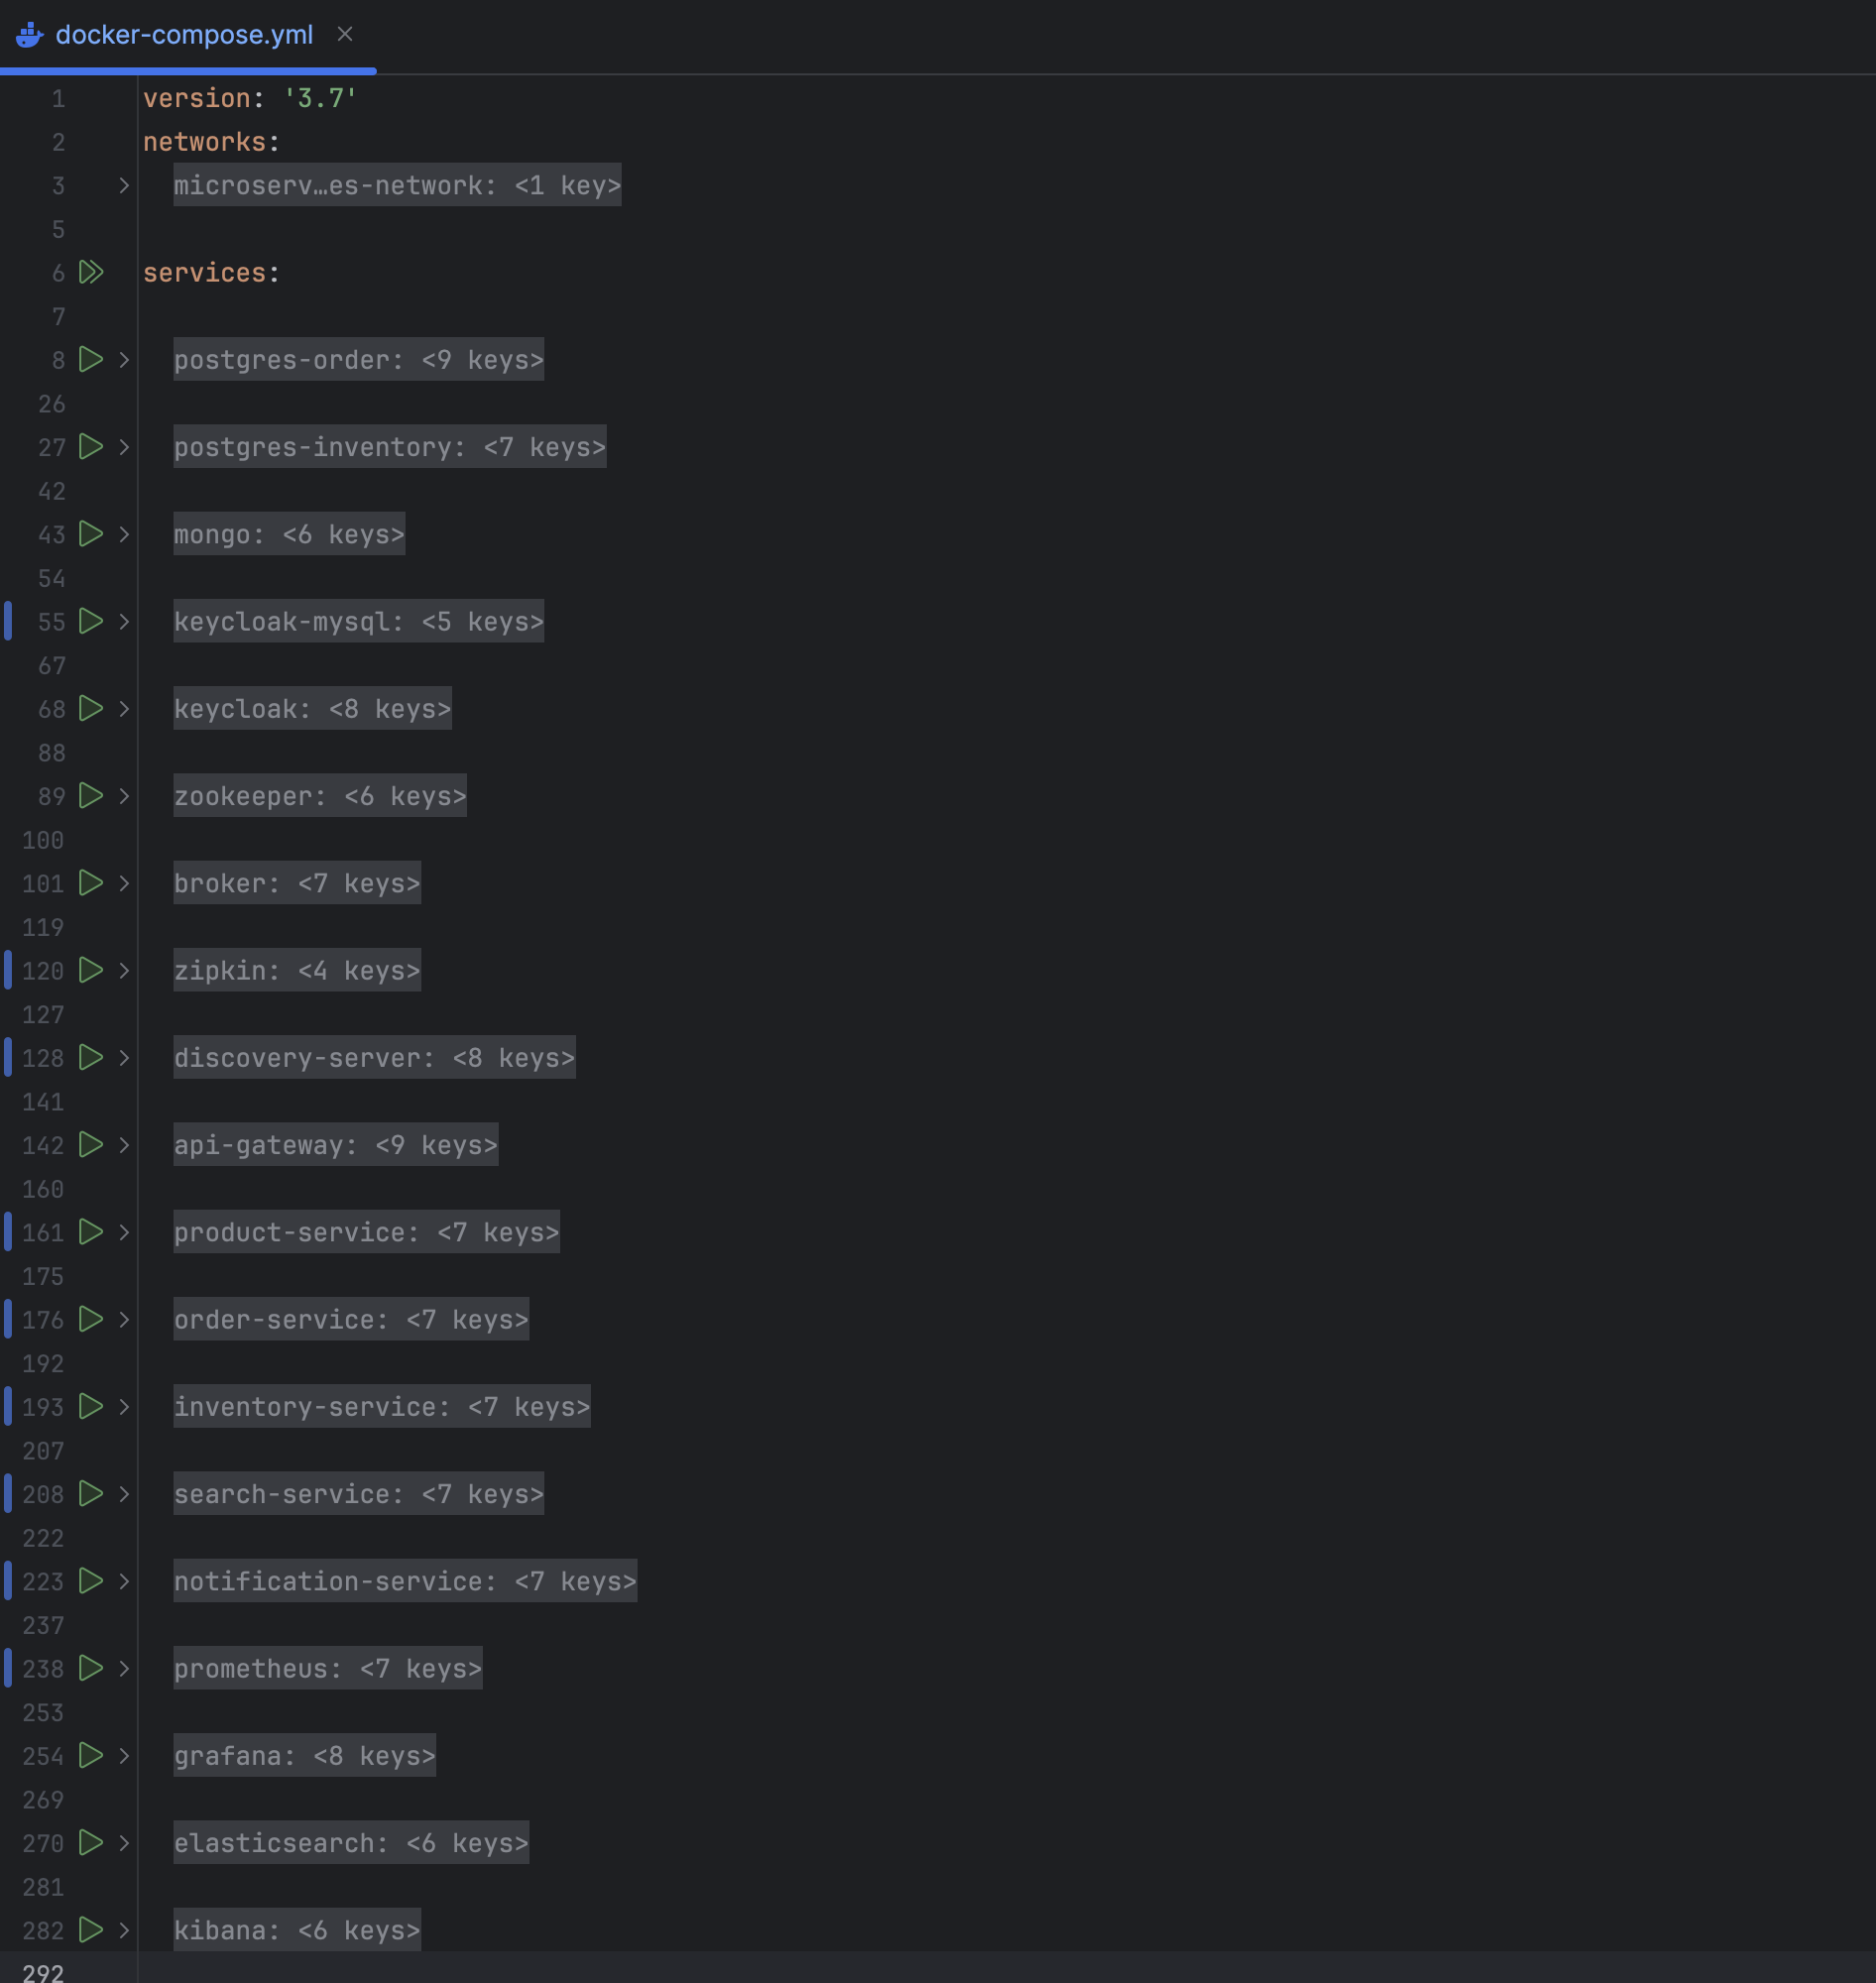 docker-compose.yml
1 version: '3.7'
2 networks:
3 microserv…es-network: <1 key>
5
6 services:
7
8 postgres-order: <9 keys>
26
27 postgres-inventory: <7 keys>
42
43 mongo: <6 keys>
54
55 keycloak-mysql: <5 keys>
67
68 keycloak: <8 keys>
88
89 zookeeper: <6 keys>
100
101 broker: <7 keys>
119
120 zipkin: <4 keys>
127
128 discovery-server: <8 keys>
141
142 api-gateway: <9 keys>
160
161 product-service: <7 keys>
175
176 order-service: <7 keys>
192
193 inventory-service: <7 keys>
207
208 search-service: <7 keys>
222
223 notification-service: <7 keys>
237
238 prometheus: <7 keys>
253
254 grafana: <8 keys>
269
270 elasticsearch: <6 keys>
281
282 kibana: <6 keys>
292